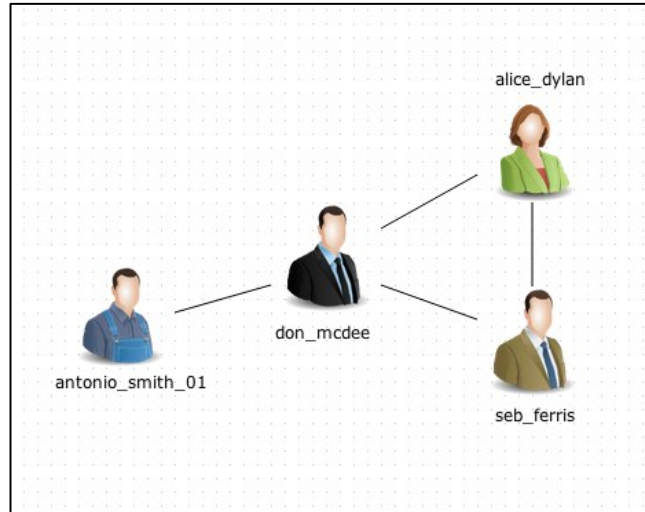 alice_dylan
don_mcdee
antonio_smith_01
seb_ferris